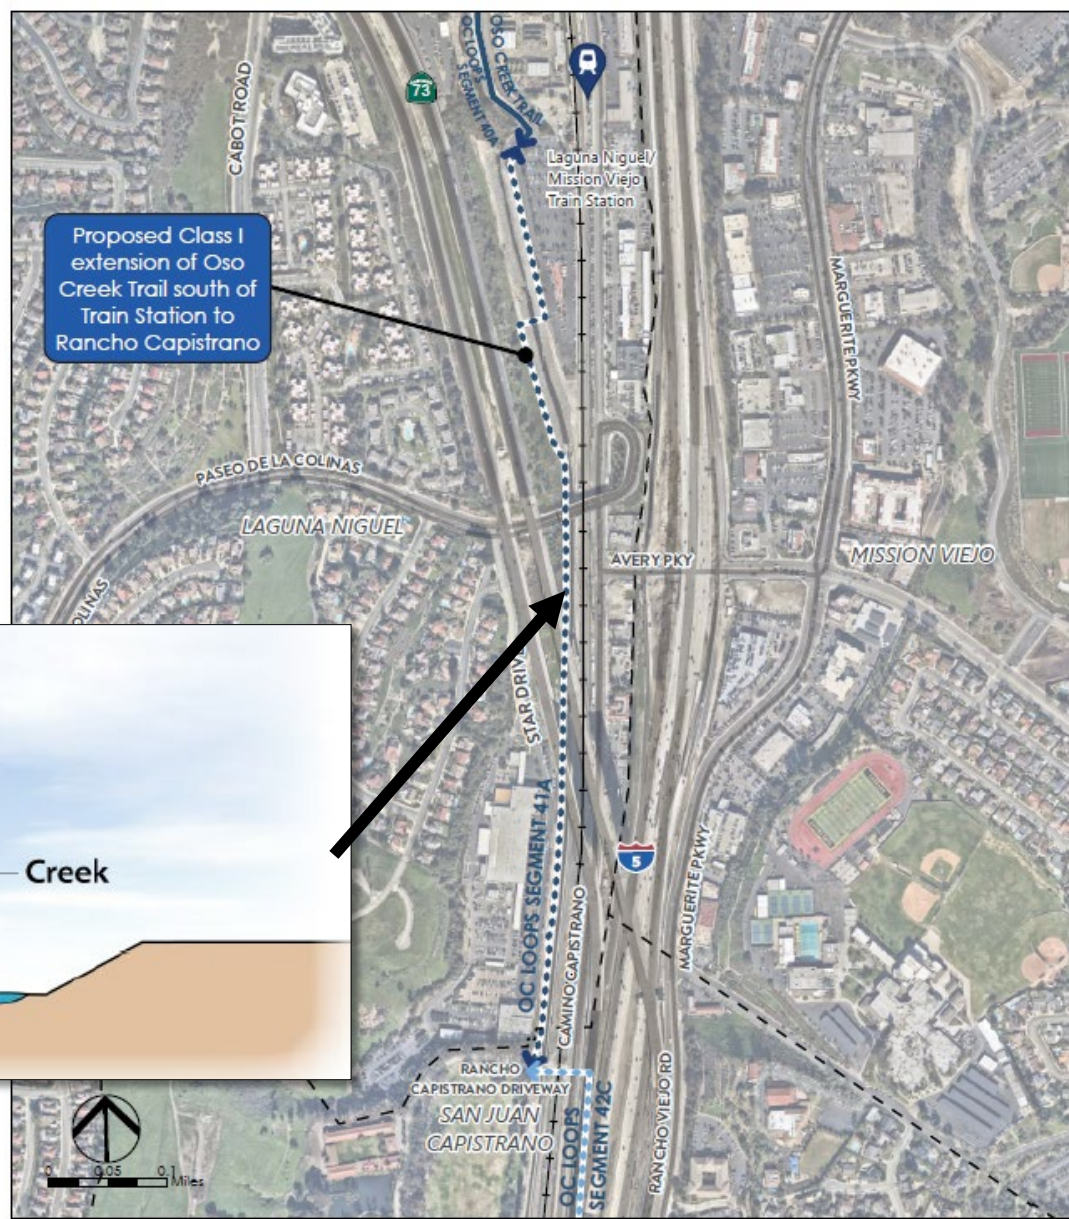 OSO CREEK TRAIL
OC LOOPS
SEGMENT 40A
73
CABOT ROAD
Laguna Niguel/
Mission Viejo
Train Station
Proposed Class I
extension of Oso
Creek Trail south of
Train Station to
Rancho Capistrano
MARGUERITE PKWY
PASEO DE LA COLINAS
LAGUNA NIGUEL
AVERY PKY
MISSION VIEJO
OLINAS
STAR DRIVE
OC LOOPS SEGMENT 41A
5
Creek
MARGUERITE PKWY
CAMINO CAPISTRANO
RANCHO
CAPISTRANO DRIVEWAY
SAN JUAN
CAPISTRANO
OC LOOPS
SEGMENT 42C
RANCHO VIEJO RD
0 0.05 0.1
Miles